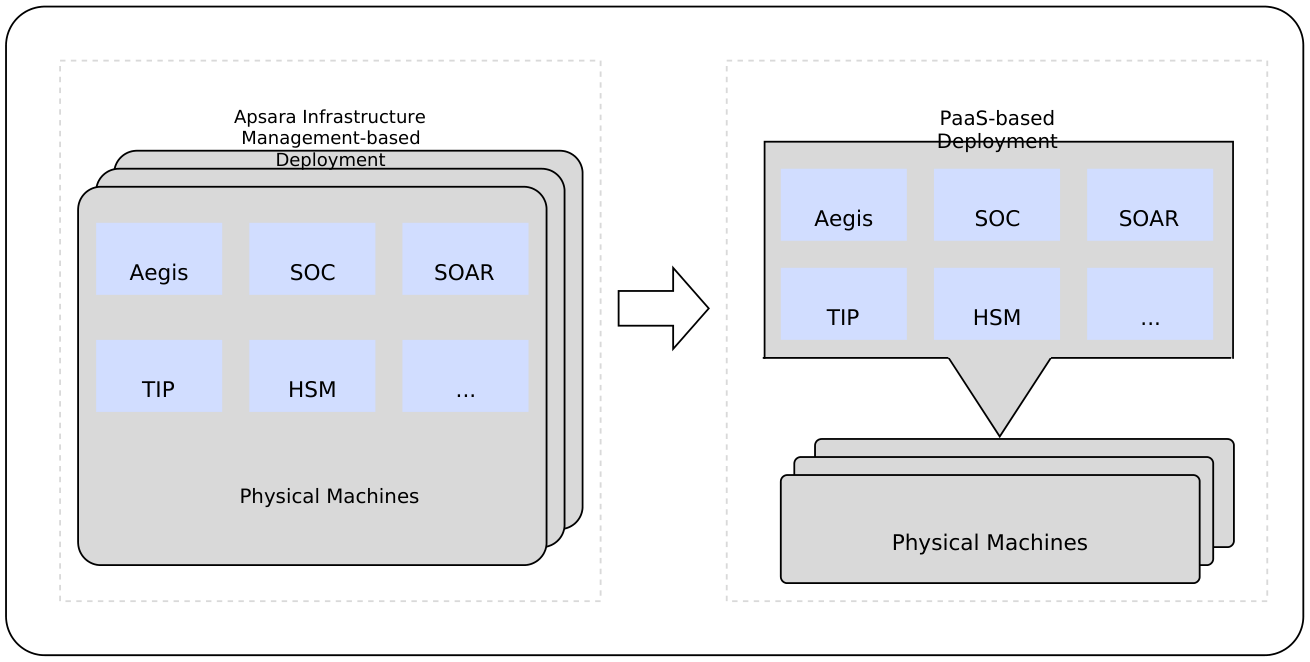 Apsara Infrastructure
Management-based
Deployment
Aegis
SOC
SOAR
TIP
HSM
...
Physical Machines
PaaS-based
Deployment
Aegis
SOC
SOAR
TIP
HSM
...
Physical Machines